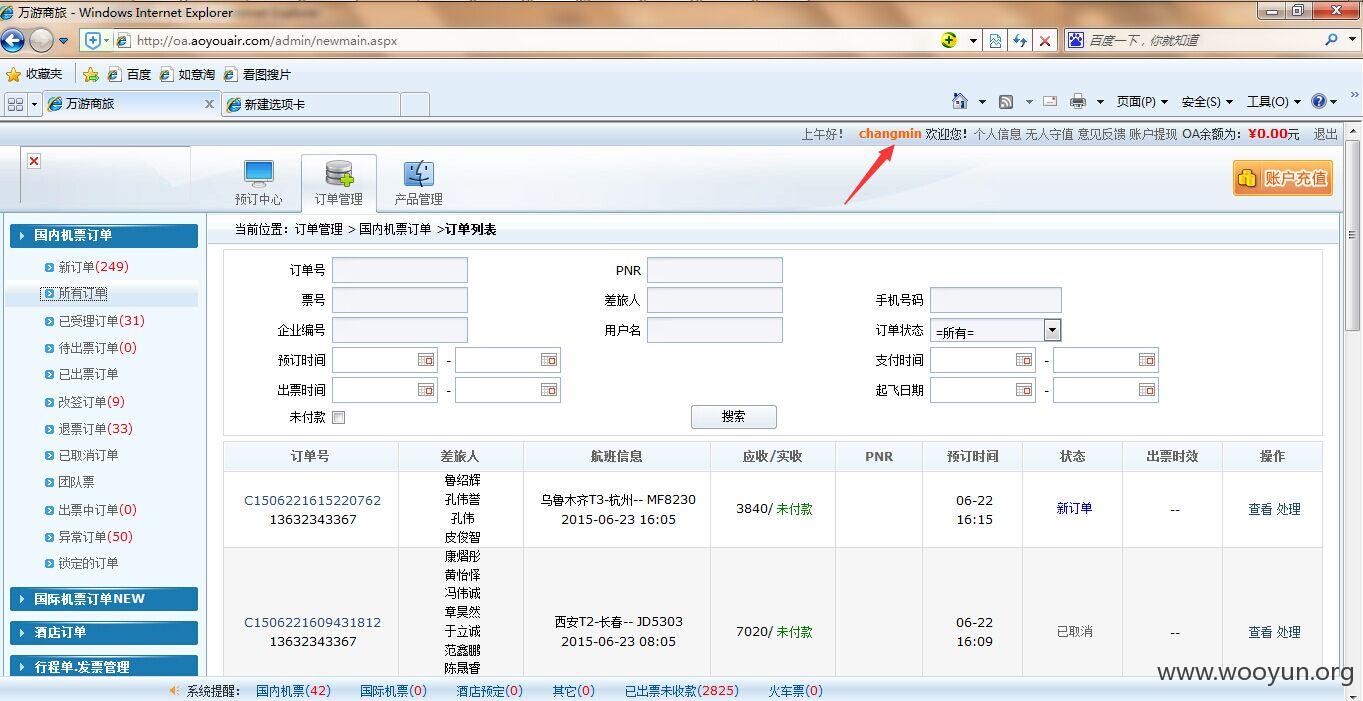 万游商旅 - Windows Internet Explorer
http://oa.aoyouair.com/admin/newmain.aspx
百度一下，你就知道
收藏夹 百度 如意淘 看图搜片
万游商旅 新建选项卡 页面(P) 安全(S) 工具(O)
上午好！ changmin 欢迎您! 个人信息 无人守值 意见反馈 账户提现 OA余额为: ¥0.00元 退出
预订中心 订单管理 产品管理 账户充值
国内机票订单
新订单(249)
所有订单
已受理订单(31)
待出票订单(0)
已出票订单
改签订单(9)
退票订单(33)
已取消订单
团队票
出票中订单(0)
异常订单(50)
锁定的订单
国际机票订单NEW
酒店订单
行程单.发票管理
当前位置: 订单管理 > 国内机票订单 >订单列表
订单号 PNR
票号 差旅人 手机号码
企业编号 用户名 订单状态 =所有=
预订时间 - 支付时间 -
出票时间 - 起飞日期 -
未付款 搜索
订单号 差旅人 航班信息 应收/实收 PNR 预订时间 状态 出票时效 操作
C1506221615220762
13632343367
鲁绍辉
孔伟誉
孔伟
皮俊智
乌鲁木齐T3-杭州-- MF8230
2015-06-23 16:05
3840/ 未付款
06-22
16:15
新订单
--
查看 处理
C1506221609431812
13632343367
康熠彤
黄怡怿
冯伟诚
章昊然
于立诚
范鑫鹏
陈晟睿
西安T2-长春-- JD5303
2015-06-23 08:05
7020/ 未付款
06-22
16:09
已取消
--
查看 处理
www.wooyun.org
系统提醒: 国内机票(42) 国际机票(0) 酒店预定(0) 其它(0) 已出票未收款(2825) 火车票(0)